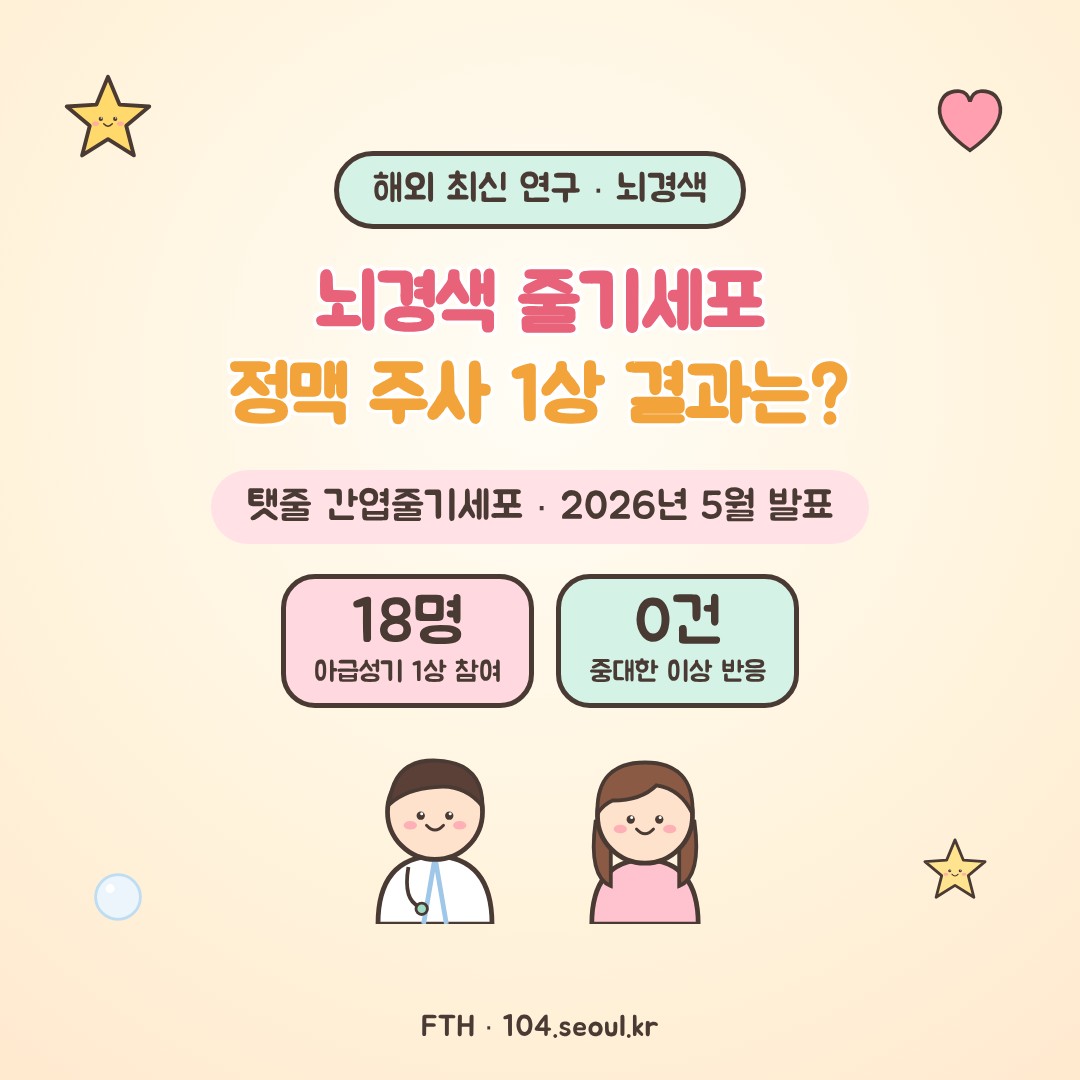 해외 최신 연구 · 뇌경색
뇌경색 줄기세포
정맥 주사 1상 결과는?
탯줄 간엽줄기세포 · 2026년 5월 발표
18명
아급성기 1상 참여
0건
중대한 이상 반응
FTH · 104.seoul.kr